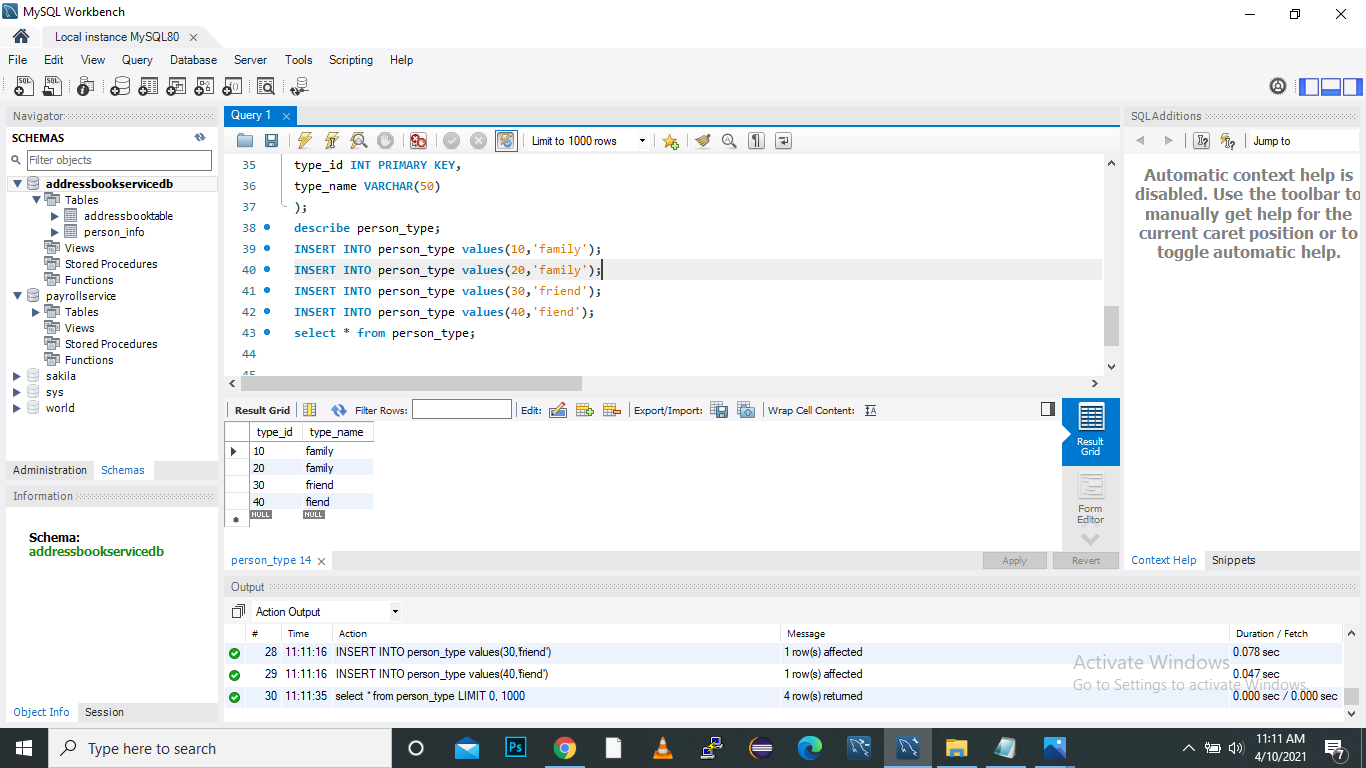 MySQL Workbench
Local instance MySQL80
File Edit View Query Database Server Tools Scripting Help
Navigator
SCHEMAS
Filter objects
addressbookservicedb
Tables
addressbooktable
person_info
Views
Stored Procedures
Functions
payrollservice
Tables
Views
Stored Procedures
Functions
sakila
sys
world
Administration Schemas
Information
Schema:
addressbookservicedb
Object Info Session
Query 1
Limit to 1000 rows
35 type_id INT PRIMARY KEY,
36 type_name VARCHAR(50)
37 );
38 describe person_type;
39 INSERT INTO person_type values(10,'family');
40 INSERT INTO person_type values(20,'family');
41 INSERT INTO person_type values(30,'friend');
42 INSERT INTO person_type values(40,'fiend');
43 select * from person_type;
44
45
Result Grid Filter Rows: Edit: Export/Import: Wrap Cell Content: IA
type_id type_name
10 family
20 family
30 friend
40 fiend
NULL NULL
Result Grid
Form Editor
person_type 14 Apply Revert
SQLAdditions
Jump to
Automatic context help is
disabled. Use the toolbar to
manually get help for the
current caret position or to
toggle automatic help.
Context Help Snippets
Output
Action Output
# Time Action Message Duration / Fetch
28 11:11:16 INSERT INTO person_type values(30,'friend') 1 row(s) affected 0.078 sec
29 11:11:16 INSERT INTO person_type values(40,'fiend') 1 row(s) affected 0.047 sec
30 11:11:35 select * from person_type LIMIT 0, 1000 4 row(s) returned 0.000 sec / 0.000 sec
Activate Windows
Go to Settings to activate Windows.
Type here to search
Ps
11:11 AM
4/10/2021
7